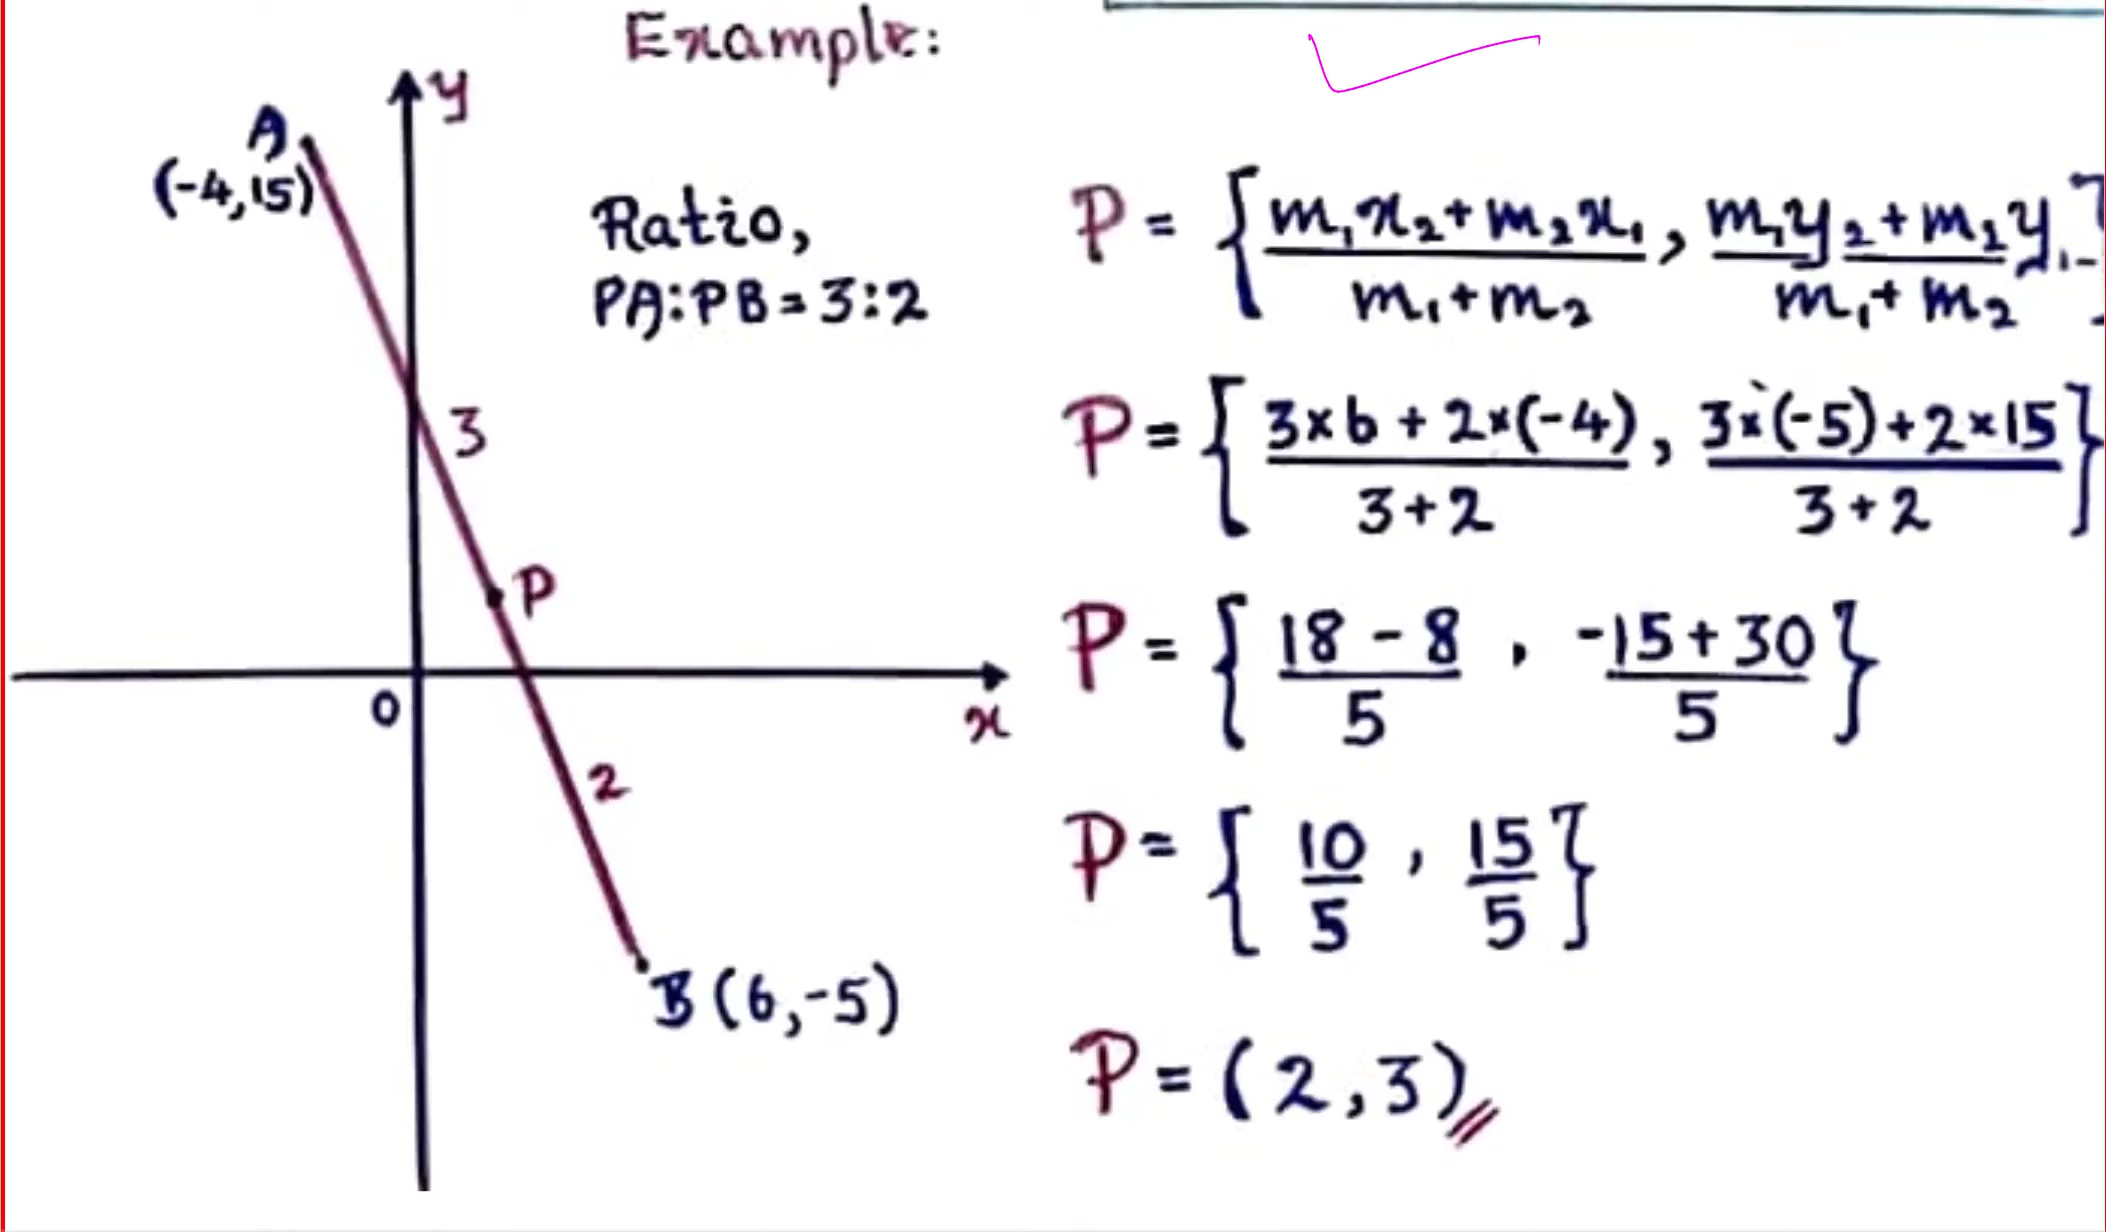 Example:
y
A
(-4,15)
Ratio,
PA:PB=3:2
3
P
0
x
2
B(6,-5)
P = {m₁x₂+m₂x₁/m₁+m₂, m₁y₂+m₂y₁/m₁+m₂}
P = {3×6+2×(-4)/3+2, 3×(-5)+2×15/3+2}
P = {18-8/5, -15+30/5}
P = {10/5, 15/5}
P = (2,3)